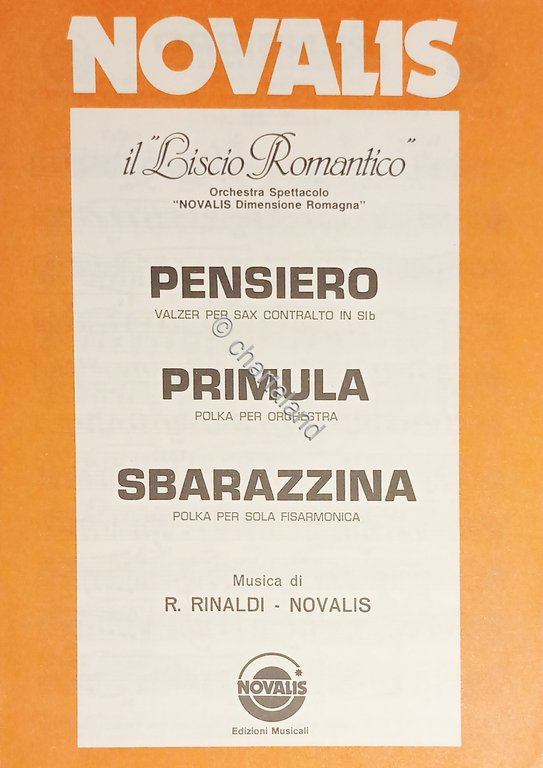 NOVALIS
il "Liscio Romantico"
Orchestra Spettacolo
"NOVALIS Dimensione Romagna"
PENSIERO
VALZER PER SAX CONTRALTO IN SIb
© chartaland
PRIMULA
POLKA PER ORCHESTRA
SBARAZZINA
POLKA PER SOLA FISARMONICA
Musica di
R. RINALDI - NOVALIS
NOVALIS
Edizioni Musicali